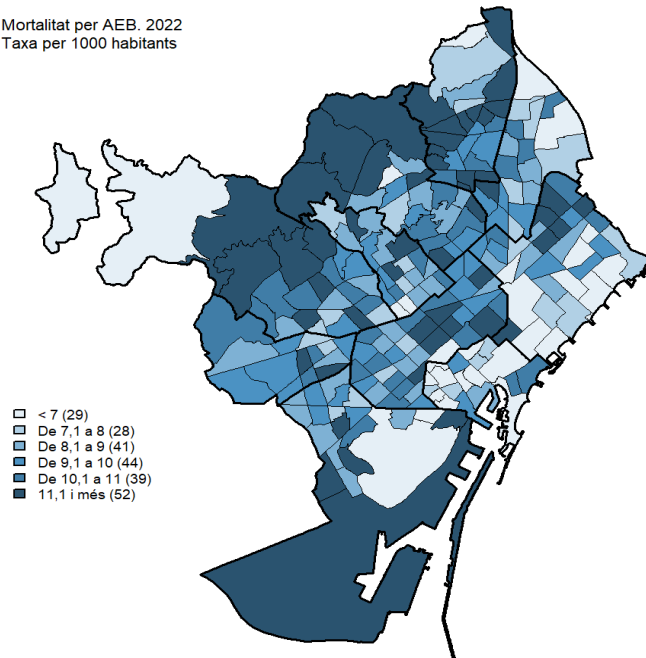 Mortalitat per AEB. 2022
Taxa per 1000 habitants
< 7 (29)
De 7,1 a 8 (28)
De 8,1 a 9 (41)
De 9,1 a 10 (44)
De 10,1 a 11 (39)
11,1 i més (52)